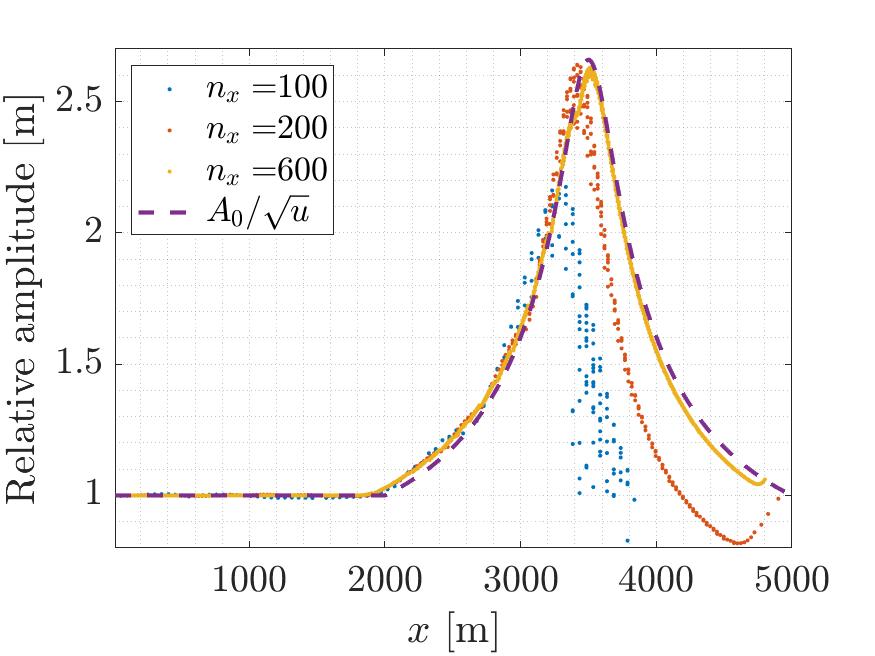 n_x =100
n_x =200
n_x =600
A_0/√u
2.5
2
1.5
1
Relative amplitude [m]
1000 2000 3000 4000 5000
x [m]